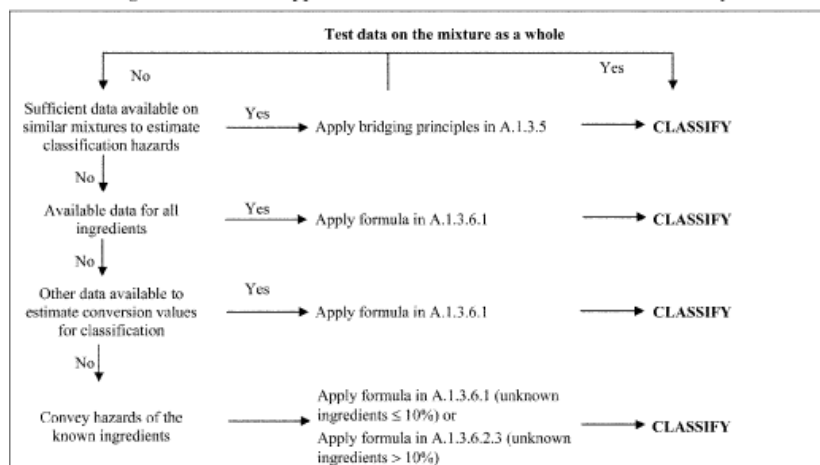 Test data on the mixture as a whole
No
Yes
Sufficient data available on
similar mixtures to estimate
classification hazards
Yes
Apply bridging principles in A.1.3.5
CLASSIFY
No
Available data for all
ingredients
Yes
Apply formula in A.1.3.6.1
CLASSIFY
No
Other data available to
estimate conversion values
for classification
Yes
Apply formula in A.1.3.6.1
CLASSIFY
No
Convey hazards of the
known ingredients
Apply formula in A.1.3.6.1 (unknown
ingredients ≤ 10%) or
Apply formula in A.1.3.6.2.3 (unknown
ingredients > 10%)
CLASSIFY